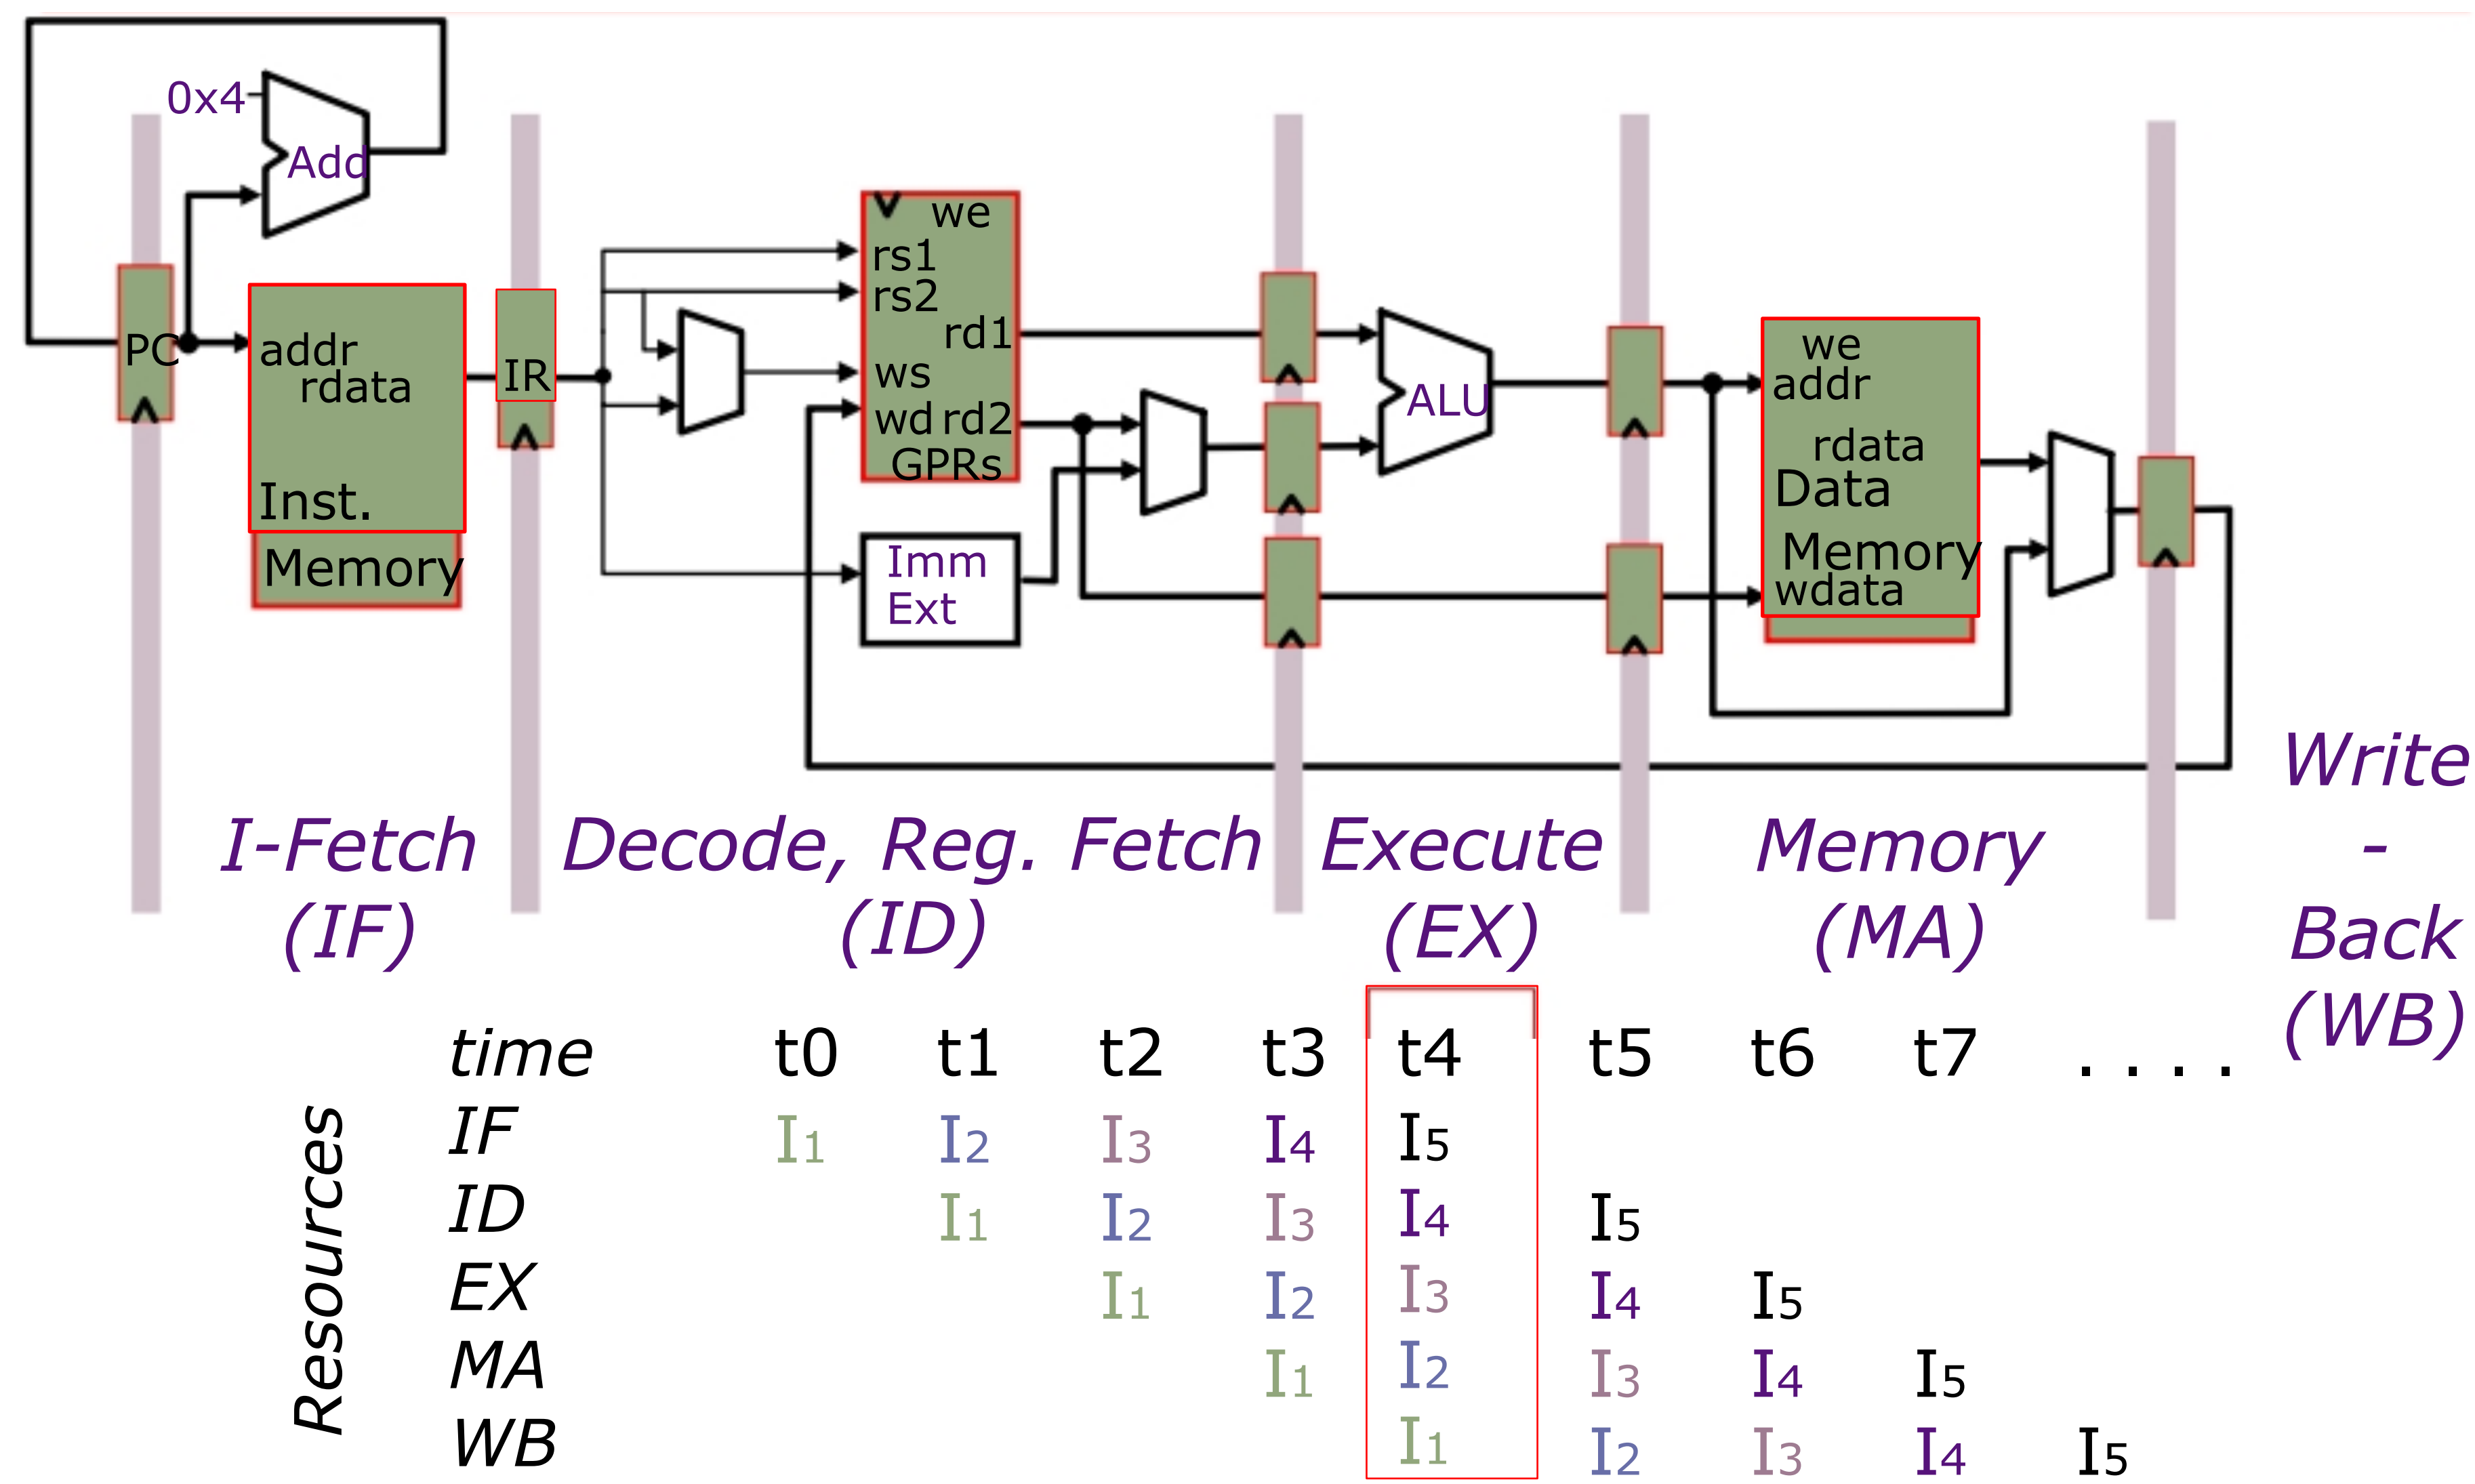 0x4
Add
PC
addr
rdata
Inst.
Memory
IR
we
rs1
rs2
rd1
ws
wd rd2
GPRs
Imm
Ext
ALU
we
addr
rdata
Data
Memory
wdata
I-Fetch
(IF)
Decode, Reg. Fetch
(ID)
Execute
(EX)
Memory
(MA)
Write
-
Back
(WB)
time t0 t1 t2 t3 t4 t5 t6 t7 . . . .
Resources
IF I1 I2 I3 I4 I5
ID I1 I2 I3 I4 I5
EX I1 I2 I3 I4 I5
MA I1 I2 I3 I4 I5
WB I1 I2 I3 I4 I5